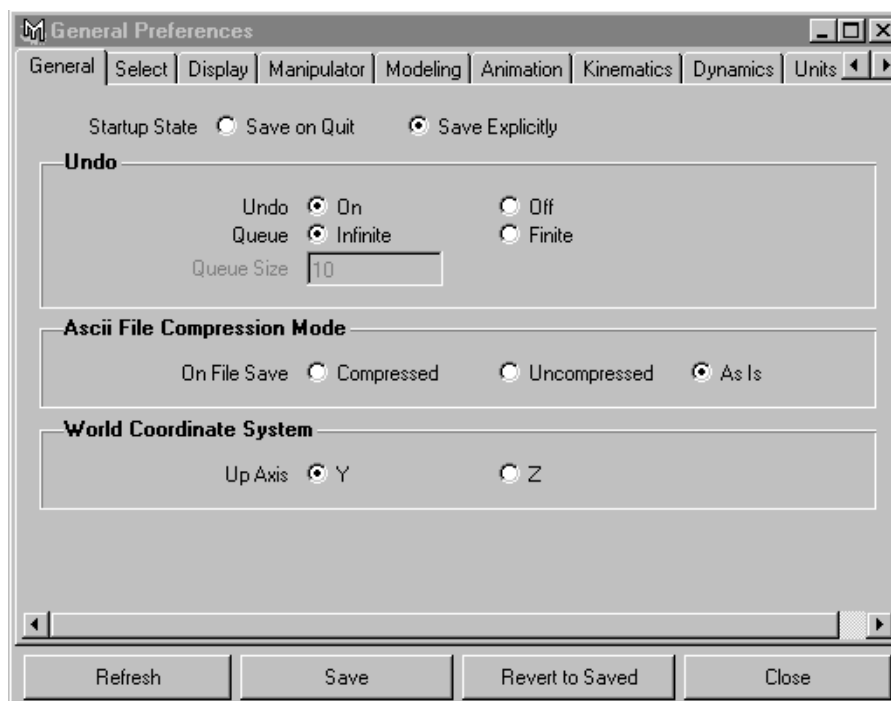 General Preferences
General Select Display Manipulator Modeling Animation Kinematics Dynamics Units
Startup State Save on Quit Save Explicitly
Undo
Undo On Off
Queue Infinite Finite
Queue Size 10
Ascii File Compression Mode
On File Save Compressed Uncompressed As Is
World Coordinate System
Up Axis Y Z
Refresh Save Revert to Saved Close